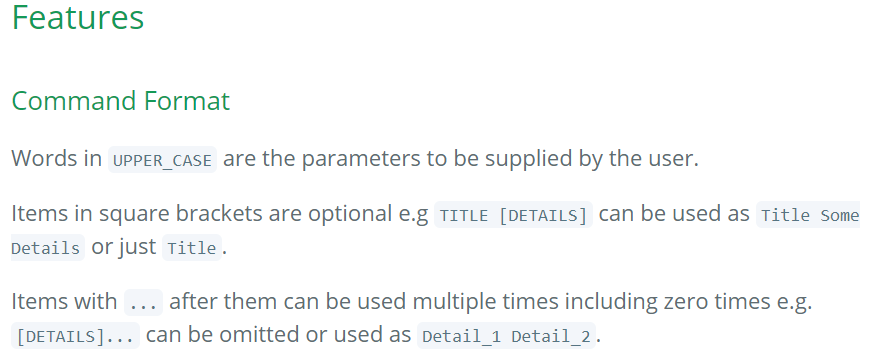 Features
Command Format
Words in UPPER_CASE are the parameters to be supplied by the user.
Items in square brackets are optional e.g TITLE [DETAILS] can be used as Title Some
Details or just Title.
Items with ... after them can be used multiple times including zero times e.g.
[DETAILS]... can be omitted or used as Detail_1 Detail_2.